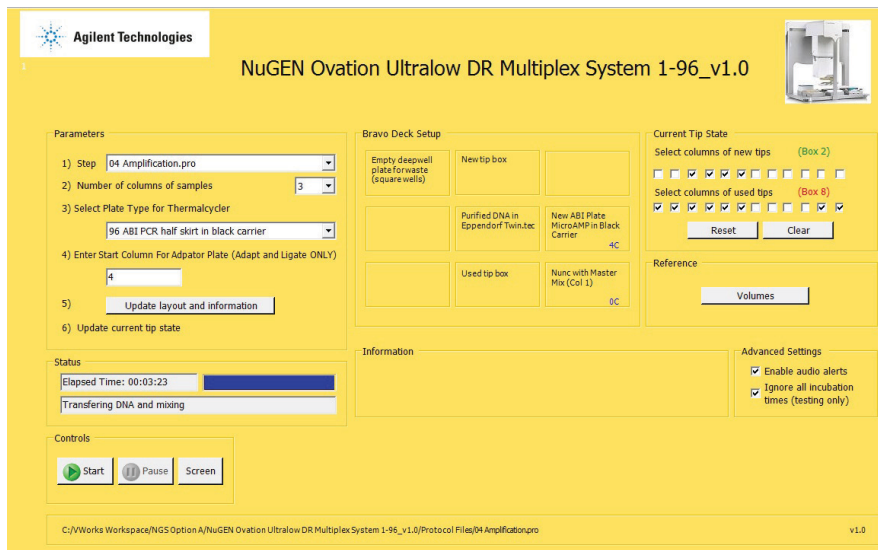 Agilent Technologies
NuGEN Ovation Ultralow DR Multiplex System 1-96_v1.0
Parameters
1) Step
04 Amplification.pro
2) Number of columns of samples
3
3) Select Plate Type for Thermalcycler
96 ABI PCR half skirt in black carrier
4) Enter Start Column For Adpator Plate (Adapt and Ligate ONLY)
4
5)
Update layout and information
6) Update current tip state
Status
Elapsed Time: 00:03:23
Transfering DNA and mixing
Controls
Start
Pause
Screen
Bravo Deck Setup
Empty deepwell
plate for waste
(square wells)
New tip box
Purified DNA in
Eppendorf Twin.tec
New ABI Plate
MicroAMP in Black
Carrier
4C
Used tip box
Nunc with Master
Mix (Col 1)
0C
Information
Current Tip State
Select columns of new tips (Box 2)
Select columns of used tips (Box 8)
Reset
Clear
Reference
Volumes
Advanced Settings
Enable audio alerts
Ignore all incubation
times (testing only)
C:/VWorks Workspace/NGS Option A/NuGEN Ovation Ultralow DR Multiplex System 1-96_v1.0/Protocol Files/04 Amplification.pro
v1.0